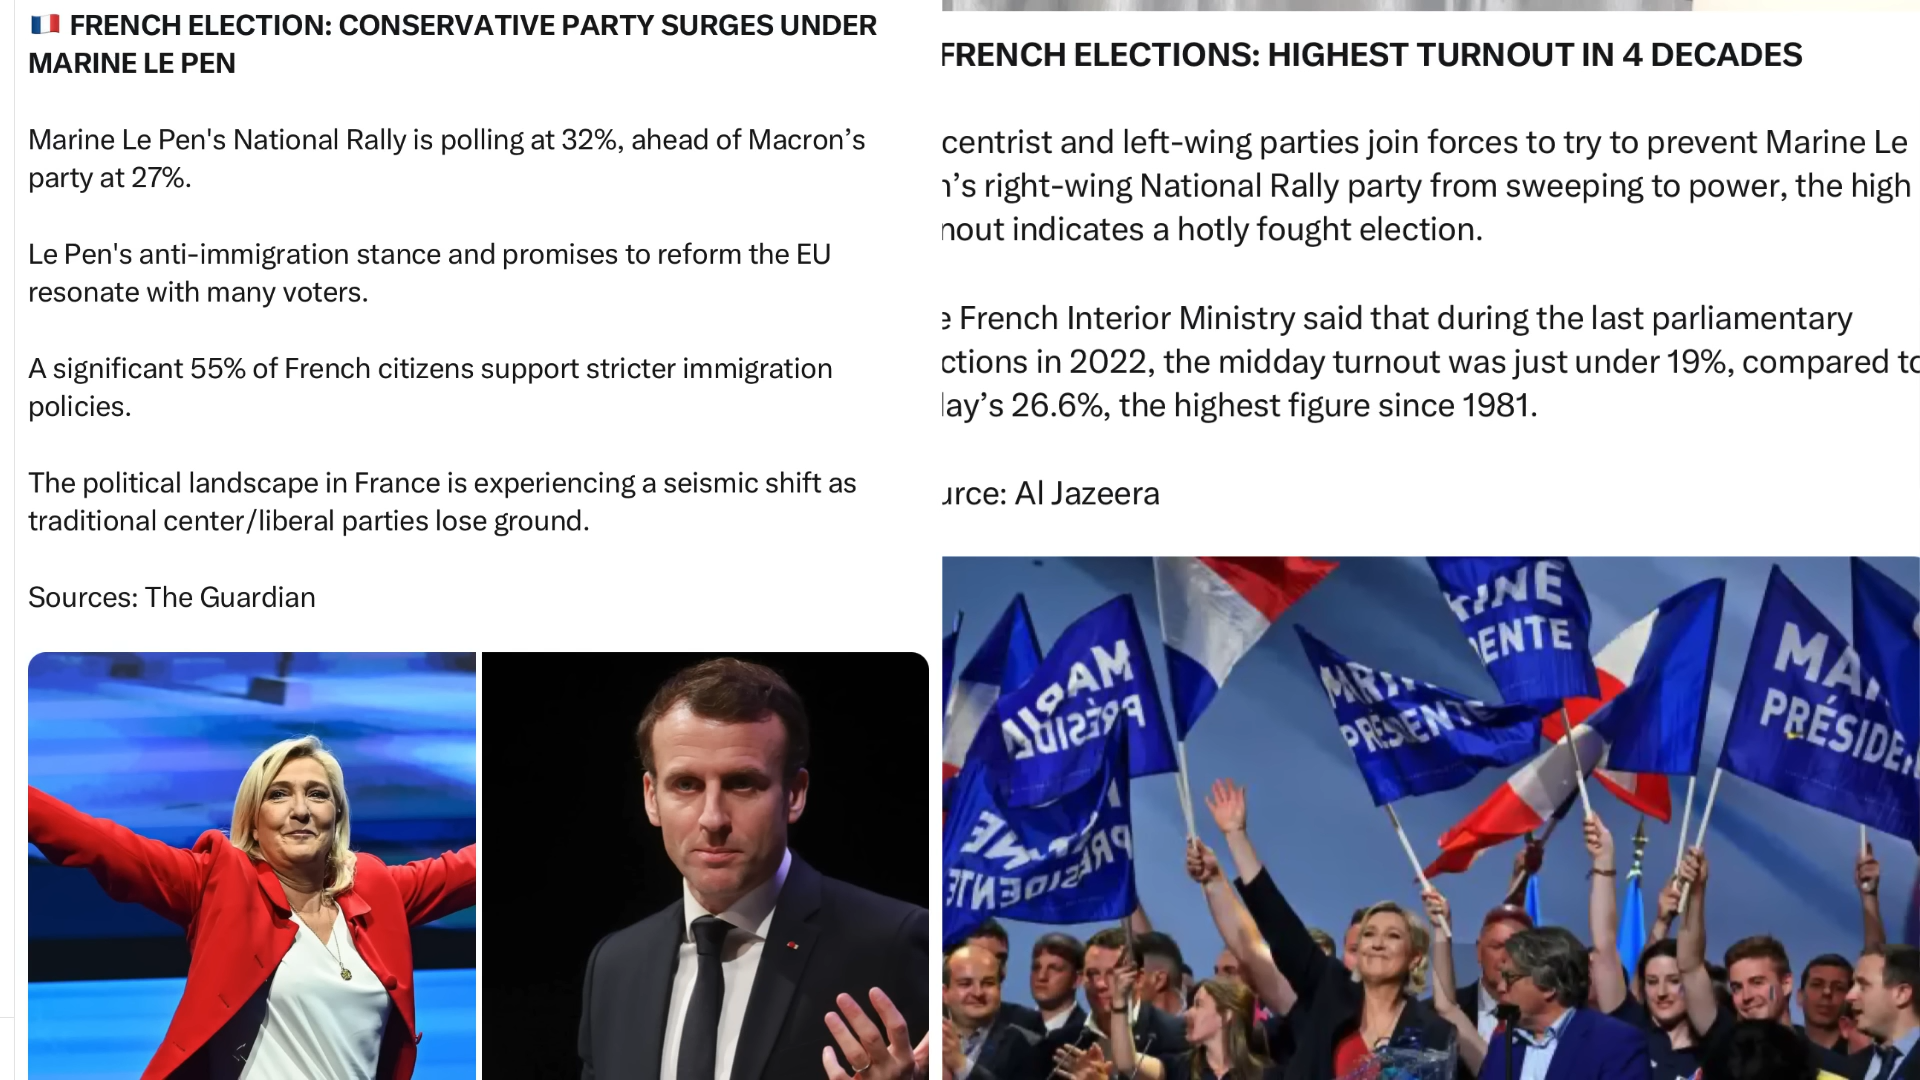 🇫🇷 FRENCH ELECTION: CONSERVATIVE PARTY SURGES UNDER
MARINE LE PEN
Marine Le Pen's National Rally is polling at 32%, ahead of Macron’s
party at 27%.
Le Pen's anti-immigration stance and promises to reform the EU
resonate with many voters.
A significant 55% of French citizens support stricter immigration
policies.
The political landscape in France is experiencing a seismic shift as
traditional center/liberal parties lose ground.
Sources: The Guardian
FRENCH ELECTIONS: HIGHEST TURNOUT IN 4 DECADES
centrist and left-wing parties join forces to try to prevent Marine Le
’s right-wing National Rally party from sweeping to power, the high
nout indicates a hotly fought election.
e French Interior Ministry said that during the last parliamentary
ctions in 2022, the midday turnout was just under 19%, compared to
ay’s 26.6%, the highest figure since 1981.
urce: Al Jazeera
INE
ENTE
MAR
PRÉSID
PRÉSIDENTE
MA
PRÉSIDE